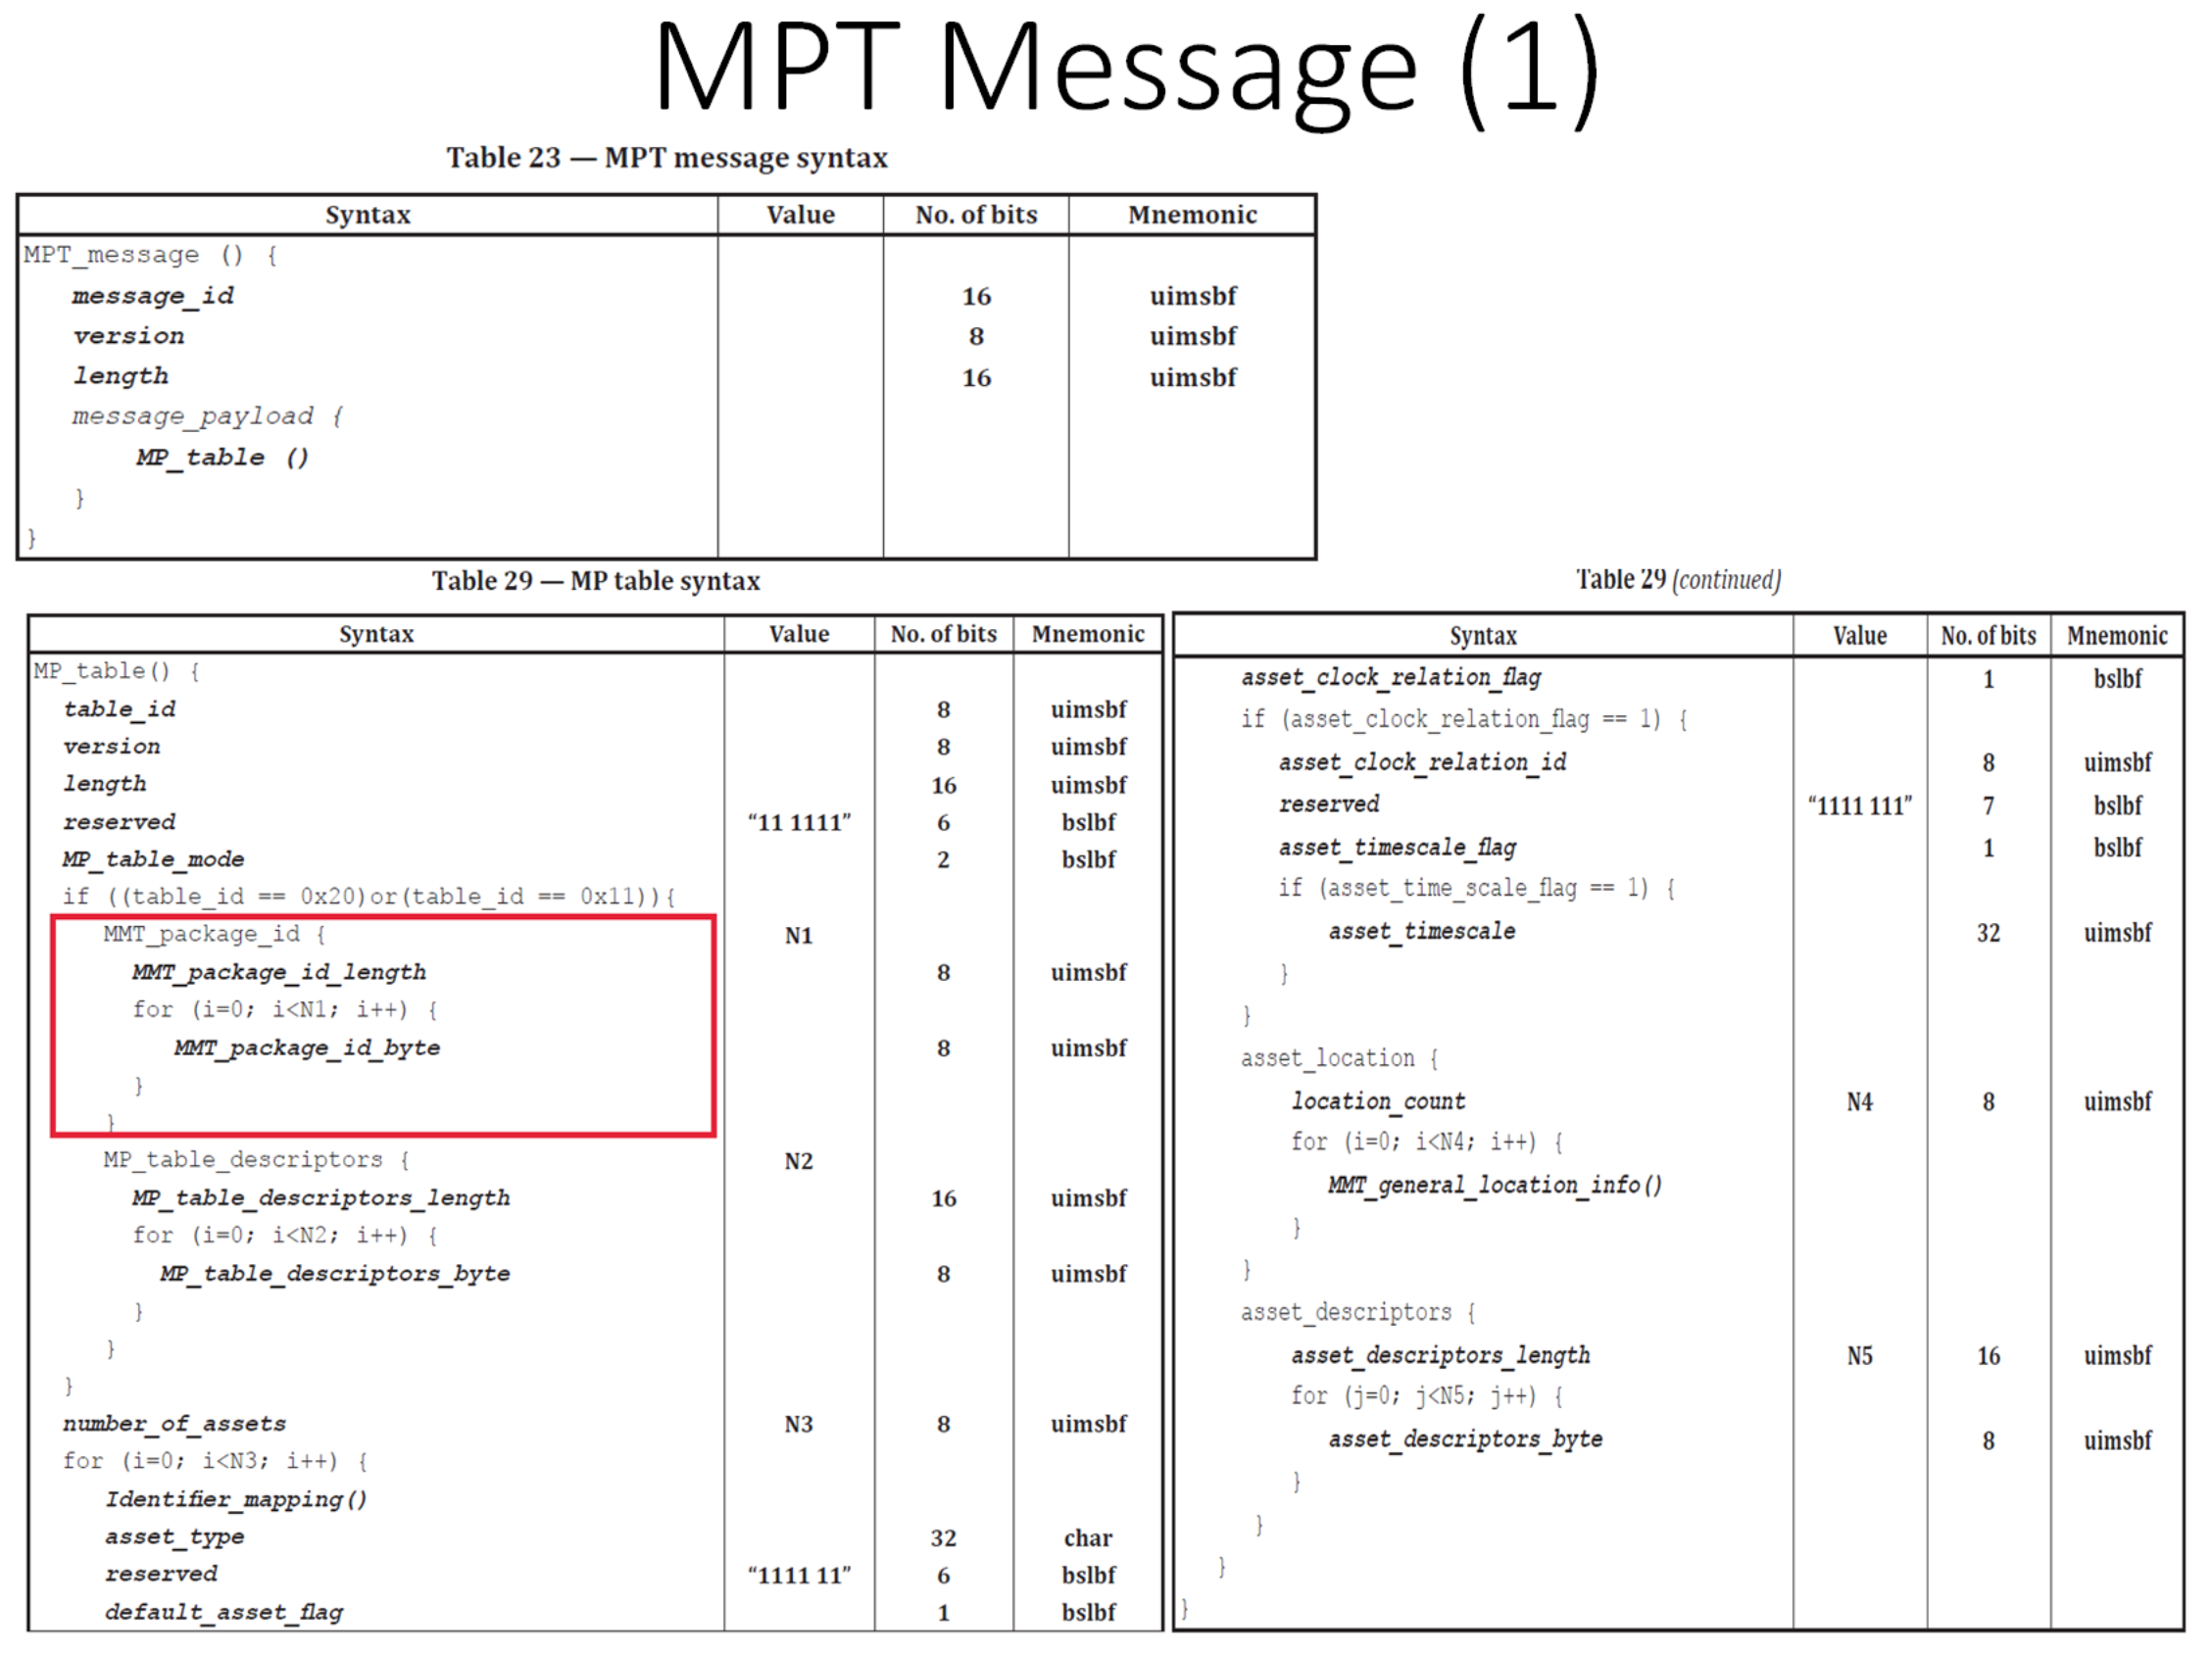 MPT Message (1)
Table 23 — MPT message syntax
Syntax Value No. of bits Mnemonic
MPT_message () {
message_id 16 uimsbf
version 8 uimsbf
length 16 uimsbf
message_payload {
MP_table ()
}
}
Table 29 — MP table syntax
Syntax Value No. of bits Mnemonic
MP_table() {
table_id 8 uimsbf
version 8 uimsbf
length 16 uimsbf
reserved “11 1111” 6 bslbf
MP_table_mode 2 bslbf
if ((table_id == 0x20)or(table_id == 0x11)){
MMT_package_id { N1
MMT_package_id_length 8 uimsbf
for (i=0; i<N1; i++) {
MMT_package_id_byte 8 uimsbf
}
}
MP_table_descriptors { N2
MP_table_descriptors_length 16 uimsbf
for (i=0; i<N2; i++) {
MP_table_descriptors_byte 8 uimsbf
}
}
}
number_of_assets N3 8 uimsbf
for (i=0; i<N3; i++) {
Identifier_mapping()
asset_type 32 char
reserved “1111 11” 6 bslbf
default_asset_flag 1 bslbf
Table 29 (continued)
Syntax Value No. of bits Mnemonic
asset_clock_relation_flag 1 bslbf
if (asset_clock_relation_flag == 1) {
asset_clock_relation_id 8 uimsbf
reserved “1111 111” 7 bslbf
asset_timescale_flag 1 bslbf
if (asset_time_scale_flag == 1) {
asset_timescale 32 uimsbf
}
}
asset_location {
location_count N4 8 uimsbf
for (i=0; i<N4; i++) {
MMT_general_location_info()
}
}
asset_descriptors {
asset_descriptors_length N5 16 uimsbf
for (j=0; j<N5; j++) {
asset_descriptors_byte 8 uimsbf
}
}
}
}